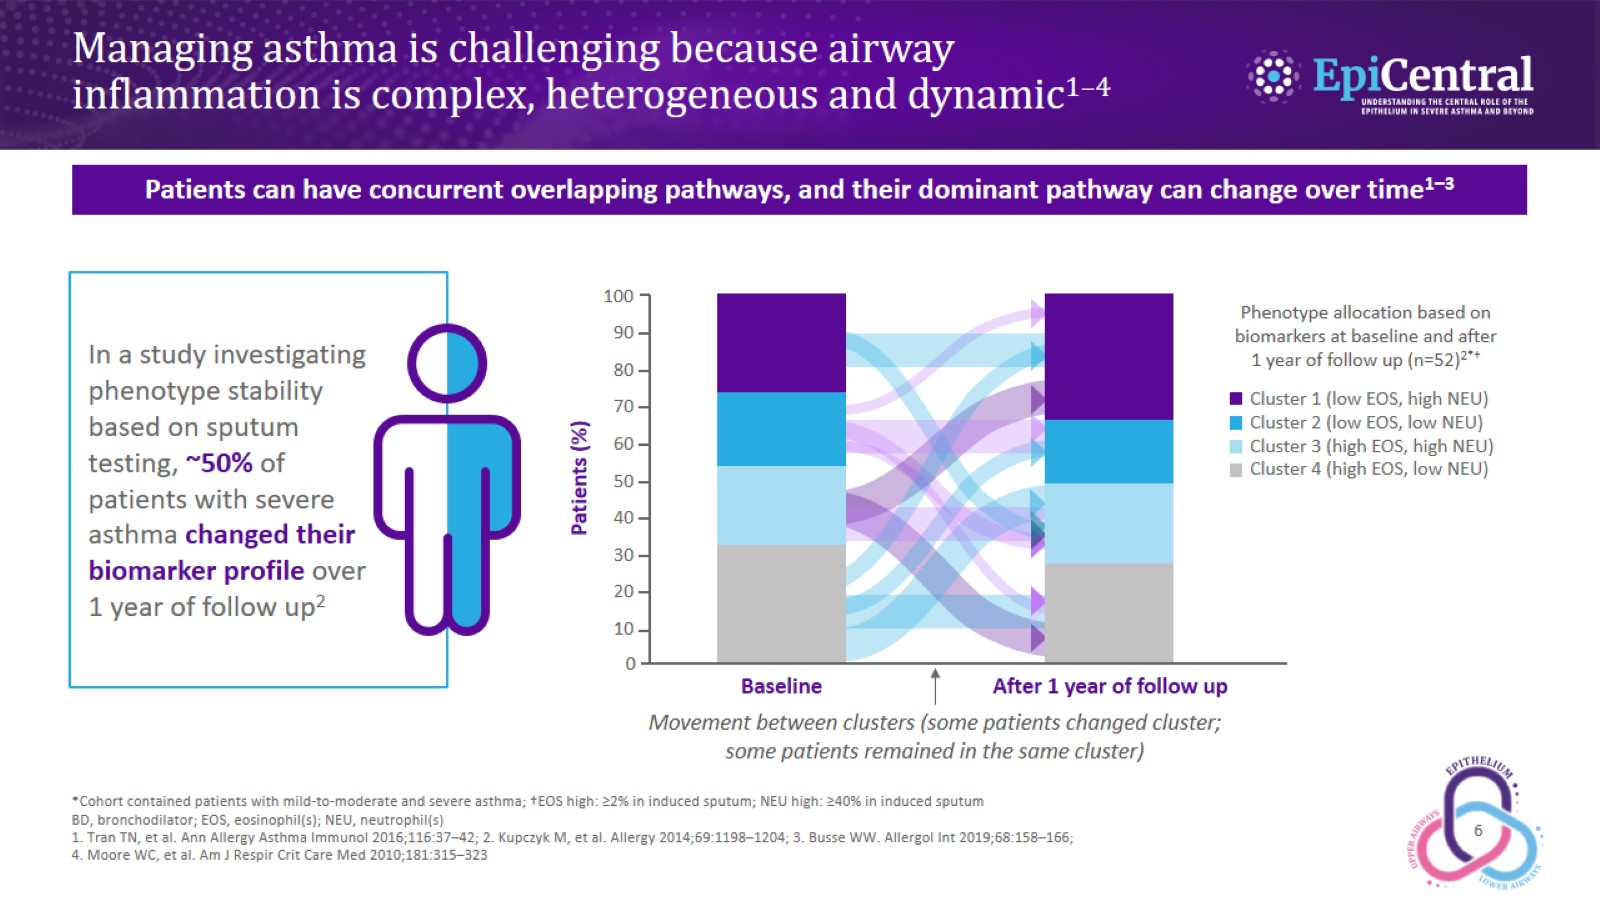 Managing asthma is challenging because airway
inflammation is complex, heterogeneous and dynamic¹⁻⁴
EpiCentral
UNDERSTANDING THE CENTRAL ROLE OF THE
EPITHELIUM IN SEVERE ASTHMA AND BEYOND
Patients can have concurrent overlapping pathways, and their dominant pathway can change over time¹⁻³
In a study investigating
phenotype stability
based on sputum
testing, ~50% of
patients with severe
asthma changed their
biomarker profile over
1 year of follow up²
Patients (%)
100
90
80
70
60
50
40
30
20
10
0
Baseline
After 1 year of follow up
Movement between clusters (some patients changed cluster;
some patients remained in the same cluster)
Phenotype allocation based on
biomarkers at baseline and after
1 year of follow up (n=52)²*†
Cluster 1 (low EOS, high NEU)
Cluster 2 (low EOS, low NEU)
Cluster 3 (high EOS, high NEU)
Cluster 4 (high EOS, low NEU)
*Cohort contained patients with mild-to-moderate and severe asthma; †EOS high: ≥2% in induced sputum; NEU high: ≥40% in induced sputum
BD, bronchodilator; EOS, eosinophil(s); NEU, neutrophil(s)
1. Tran TN, et al. Ann Allergy Asthma Immunol 2016;116:37–42; 2. Kupczyk M, et al. Allergy 2014;69:1198–1204; 3. Busse WW. Allergol Int 2019;68:158–166;
4. Moore WC, et al. Am J Respir Crit Care Med 2010;181:315–323
EPITHELIUM
UPPER AIRWAYS
6
LOWER AIRWAYS